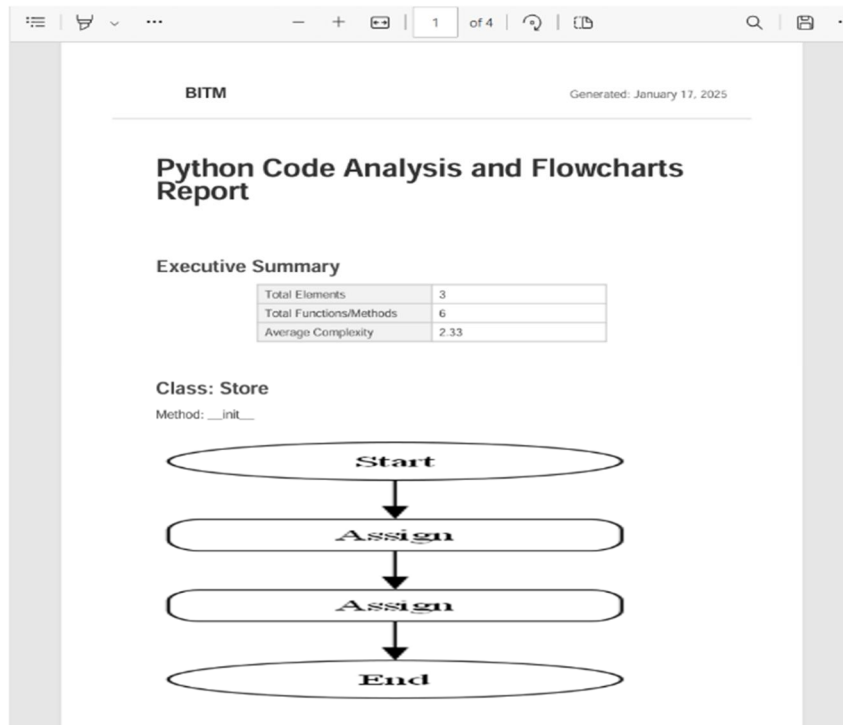 1 of 4
BITM Generated: January 17, 2025
Python Code Analysis and Flowcharts
Report
Executive Summary
Total Elements 3
Total Functions/Methods 6
Average Complexity 2.33
Class: Store
Method: __init__
Start
Assign
Assign
End